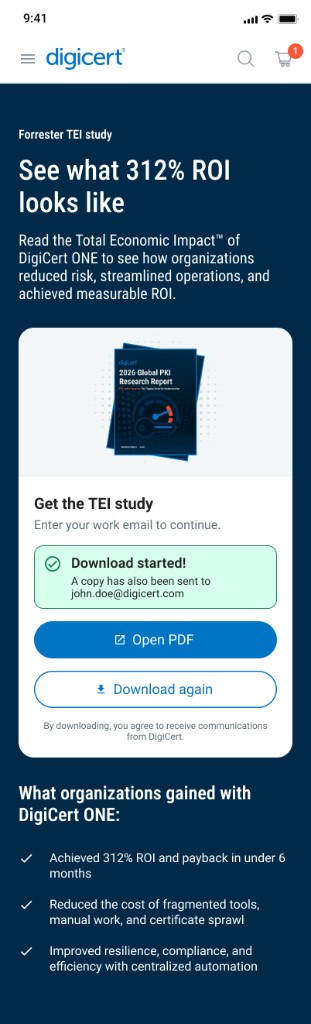 9:41
digicert®
1
Forrester TEI study
See what 312% ROI
looks like
Read the Total Economic Impact™ of
DigiCert ONE to see how organizations
reduced risk, streamlined operations, and
achieved measurable ROI.
digicert
2026 Global PKI
Research Report
Get the TEI study
Enter your work email to continue.
Download started!
A copy has also been sent to
john.doe@digicert.com
Open PDF
Download again
By downloading, you agree to receive communications
from DigiCert.
What organizations gained with
DigiCert ONE:
Achieved 312% ROI and payback in under 6
months
Reduced the cost of fragmented tools,
manual work, and certificate sprawl
Improved resilience, compliance, and
efficiency with centralized automation